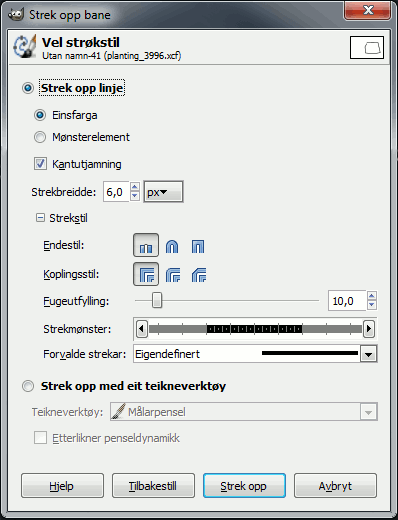 Strek opp bane
Vel strøkstil
Utan namn-41 (planting_3996.xcf)
Strek opp linje
Einsfarga
Mønsterelement
Kantutjamning
Strekbreidde: 6,0 px
Strekstil
Endestil:
Koplingsstil:
Fugeutfylling: 10,0
Strekmønster:
Forvalde strekar: Eigendefinert
Strek opp med eit teikneverktøy
Teikneverktøy: Målarpensel
Etterlikner penseldynamikk
Hjelp Tilbakestill Strek opp Avbryt